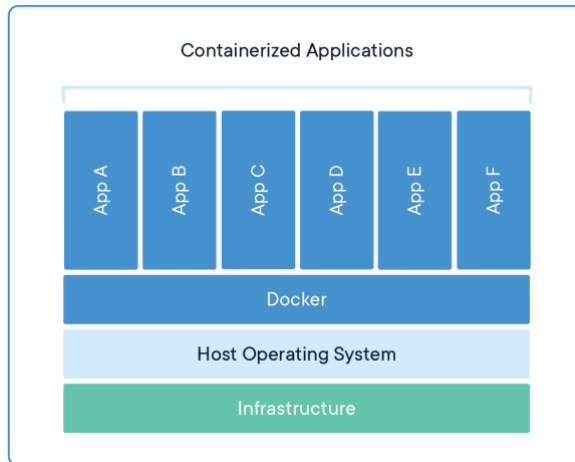 Containerized Applications
App A
App B
App C
App D
App E
App F
Docker
Host Operating System
Infrastructure